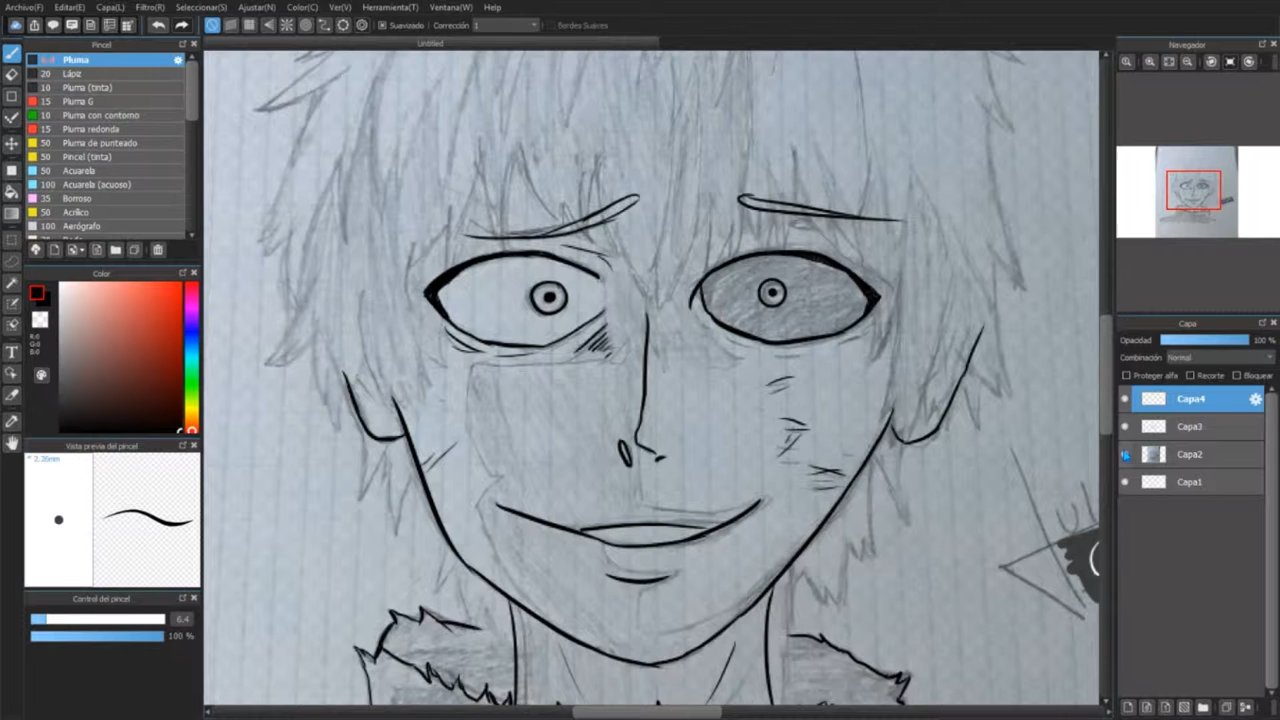 Archivo(F) Editar(E) Capa(L) Filtro(R) Seleccionar(S) Ajustar(N) Color(C) Ver(V) Herramienta(T) Ventana(W) Help
Suavizado Corrección 1 Bordes Suaves
Untitled
Pincel
6.4 Pluma
20 Lápiz
10 Pluma (tinta)
15 Pluma G
10 Pluma con contorno
15 Pluma redonda
50 Pluma de punteado
50 Pincel (tinta)
50 Acuarela
100 Acuarela (acuoso)
35 Borroso
50 Acrílico
100 Aerógrafo
Color
R:0
G:0
B:0
Vista previa del pincel
* 2.26mm
Control del pincel
6.4
100 %
Navegador
Capa
Opacidad 100 %
Combinación Normal
Proteger alfa Recorte Bloquear
Capa4
Capa3
Capa2
Capa1